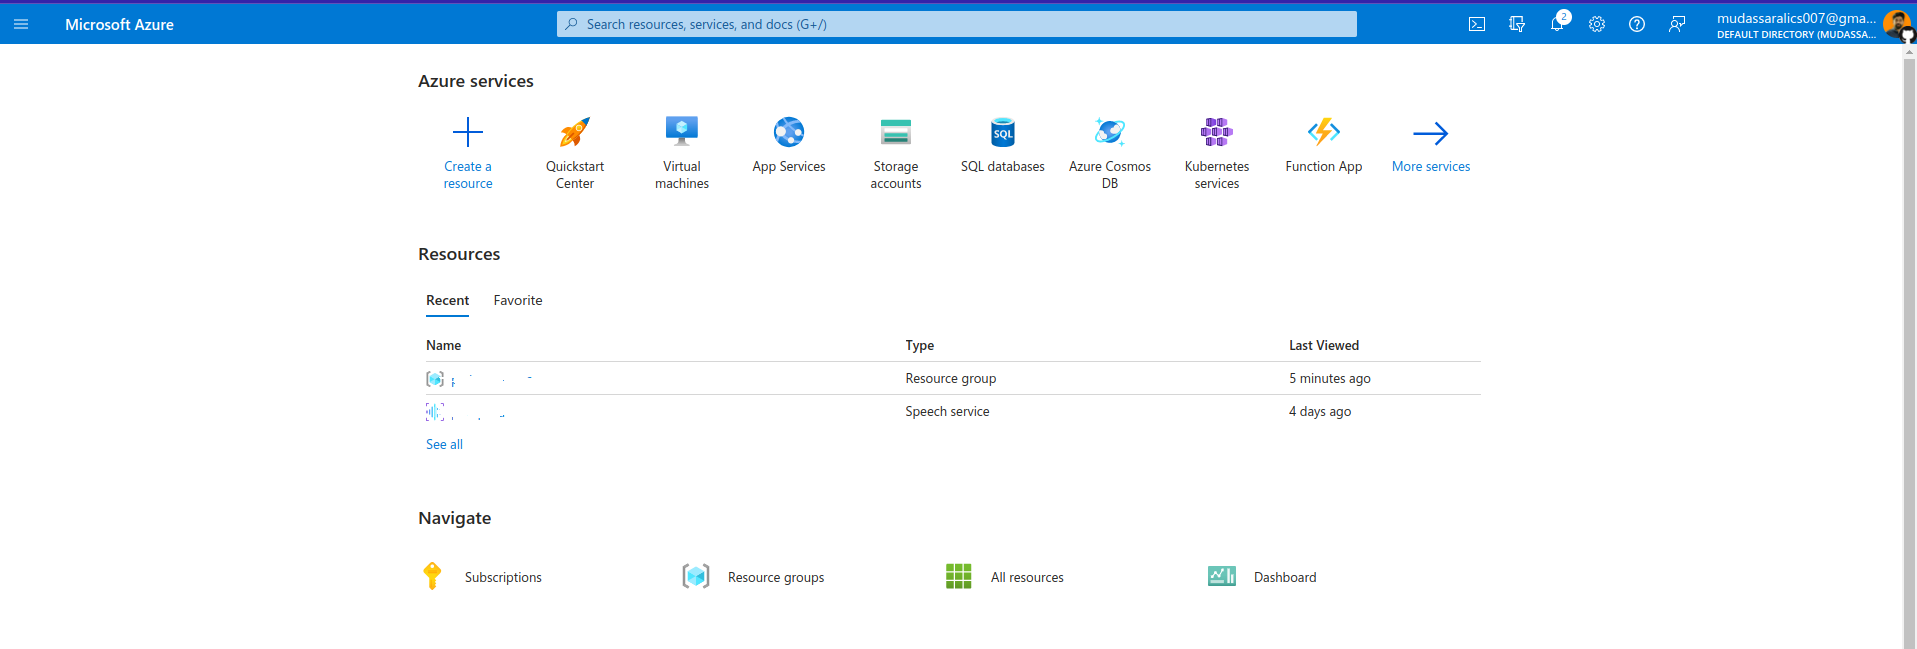 Microsoft Azure
Search resources, services, and docs (G+/)
2
mudassaralics007@gma...
DEFAULT DIRECTORY (MUDASSA...
Azure services
Create a resource
Quickstart Center
Virtual machines
App Services
Storage accounts
SQL
SQL databases
Azure Cosmos DB
Kubernetes services
Function App
More services
Resources
Recent Favorite
Name Type Last Viewed
Resource group 5 minutes ago
Speech service 4 days ago
See all
Navigate
Subscriptions Resource groups All resources Dashboard